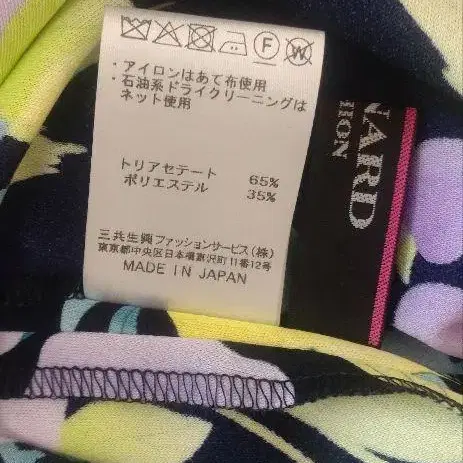 ・アイロンはあて布使用
・石油系ドライクリーニングは
ネット使用
トリアセテート 65%
ポリエステル 35%
三共生興ファッションサービス(株)
東京都中央区日本橋富沢町11番12号
MADE IN JAPAN
NARD
HION